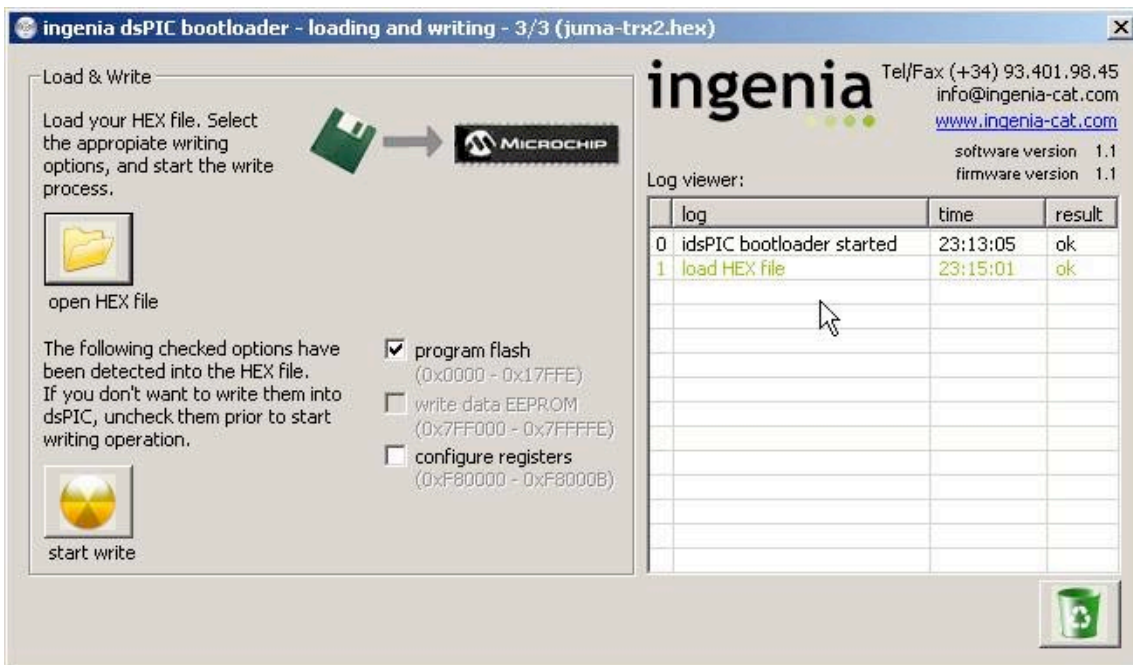 ingenia dsPIC bootloader - loading and writing - 3/3 (juma-trx2.hex)
Load & Write
Load your HEX file. Select
the appropiate writing
options, and start the write
process.
MICROCHIP
open HEX file
The following checked options have
been detected into the HEX file.
If you don't want to write them into
dsPIC, uncheck them prior to start
writing operation.
program flash
(0x0000 - 0x17FFE)
write data EEPROM
(0x7FF000 - 0x7FFFFE)
configure registers
(0xF80000 - 0xF8000B)
start write
ingenia
Tel/Fax (+34) 93.401.98.45
info@ingenia-cat.com
www.ingenia-cat.com
software version 1.1
firmware version 1.1
Log viewer:
log time result
0 idsPIC bootloader started 23:13:05 ok
1 load HEX file 23:15:01 ok